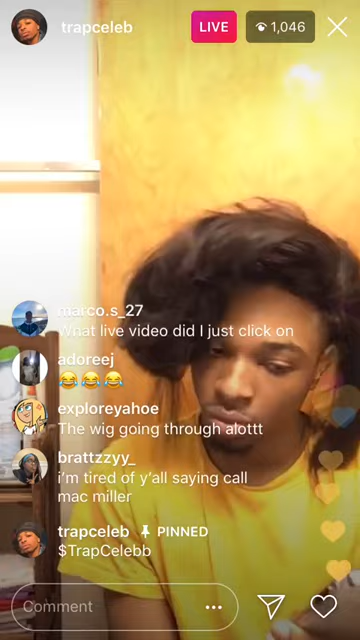 trapceleb
LIVE
1,046
marco.s_27
What live video did I just click on
adoreej
😂😂😂
exploreyahoe
The wig going through alottt
brattzzyy_
i’m tired of y’all saying call
mac miller
trapceleb 📌 PINNED
$TrapCelebb
Comment